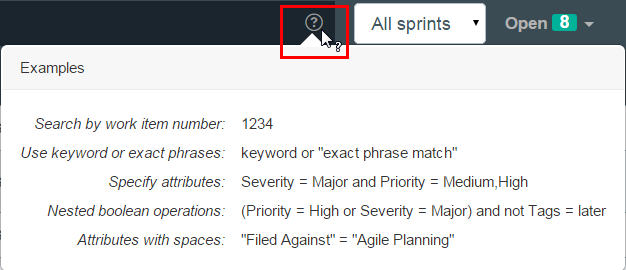 All sprints Open 8
Examples
Search by work item number: 1234
Use keyword or exact phrases: keyword or "exact phrase match"
Specify attributes: Severity = Major and Priority = Medium,High
Nested boolean operations: (Priority = High or Severity = Major) and not Tags = later
Attributes with spaces: "Filed Against" = "Agile Planning"